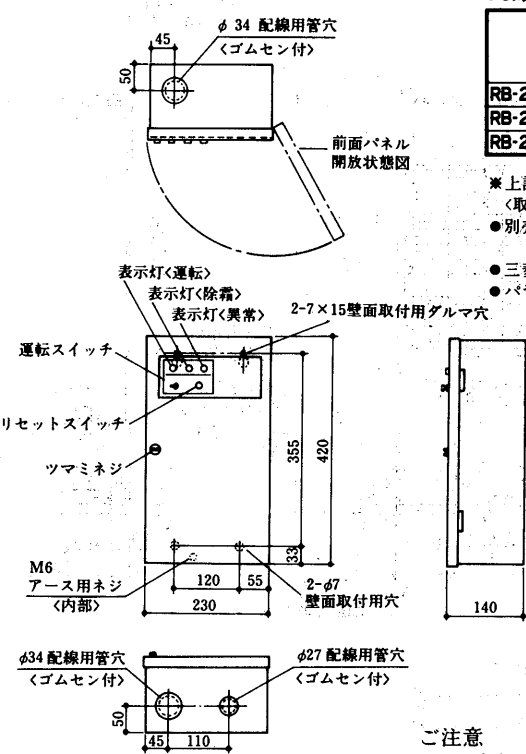 φ 34 配線用管穴
〈ゴムセン付〉
45
50
前面パネル
開放状態図
RB-2
RB-2
RB-2
※上
〈取
●別
●三
●パ
表示灯〈運転〉
表示灯〈除霜〉
表示灯〈異常〉
2-7×15壁面取付用ダルマ穴
運転スイッチ
リセットスイッチ
ツマミネジ
355
420
33
M6
アース用ネジ
〈内部〉
120
55
230
2-φ7
壁面取付用穴
140
φ34 配線用管穴
〈ゴムセン付〉
φ27 配線用管穴
〈ゴムセン付〉
50
45
110
ご注意